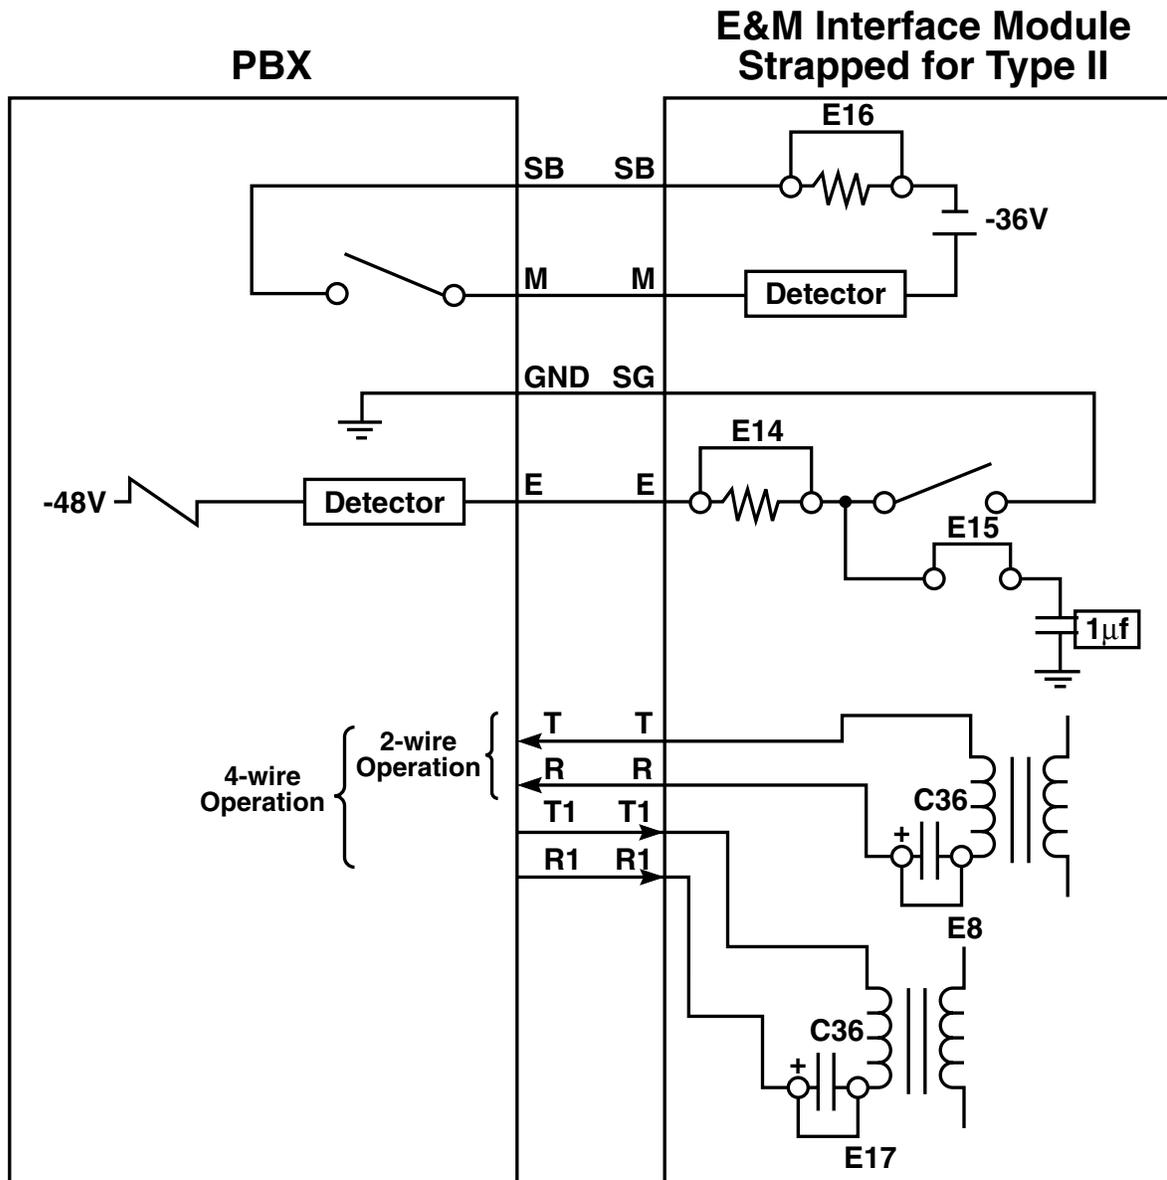 PBX
E&M Interface Module
Strapped for Type II
E16
SB SB
-36V
M M
Detector
GND SG
E14
-48V
Detector
E E
E15
1μf
T T
2-wire
Operation
R R
4-wire
Operation
C36
+
T1 T1
R1 R1
E8
C36
+
E17